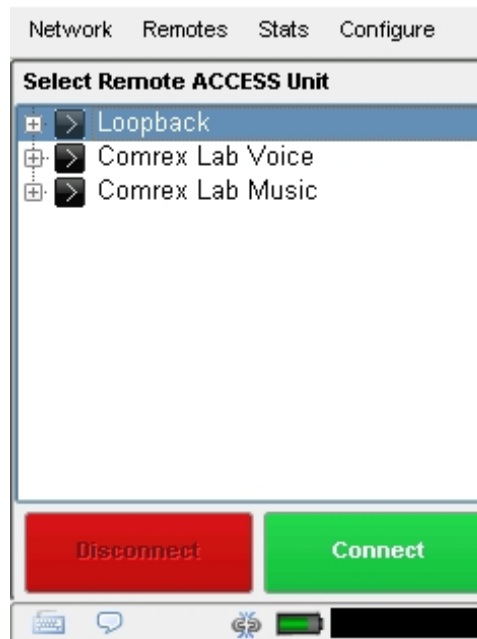 Network Remotes Stats Configure
Select Remote ACCESS Unit
Loopback
Comrex Lab Voice
Comrex Lab Music
Disconnect Connect